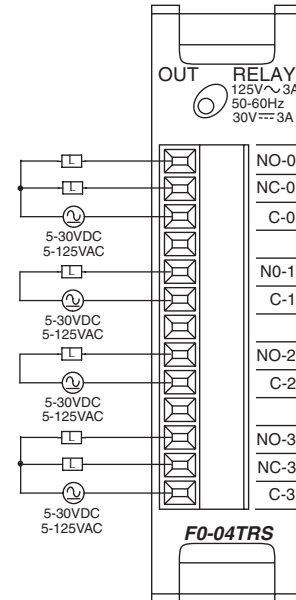 OUT RELAY
125V∿3A
50-60Hz
30V⎓3A
L NO-0
L NC-0
C-0
5-30VDC
5-125VAC
L N0-1
C-1
5-30VDC
5-125VAC
L NO-2
C-2
5-30VDC
5-125VAC
L NO-3
L NC-3
C-3
5-30VDC
5-125VAC
F0-04TRS